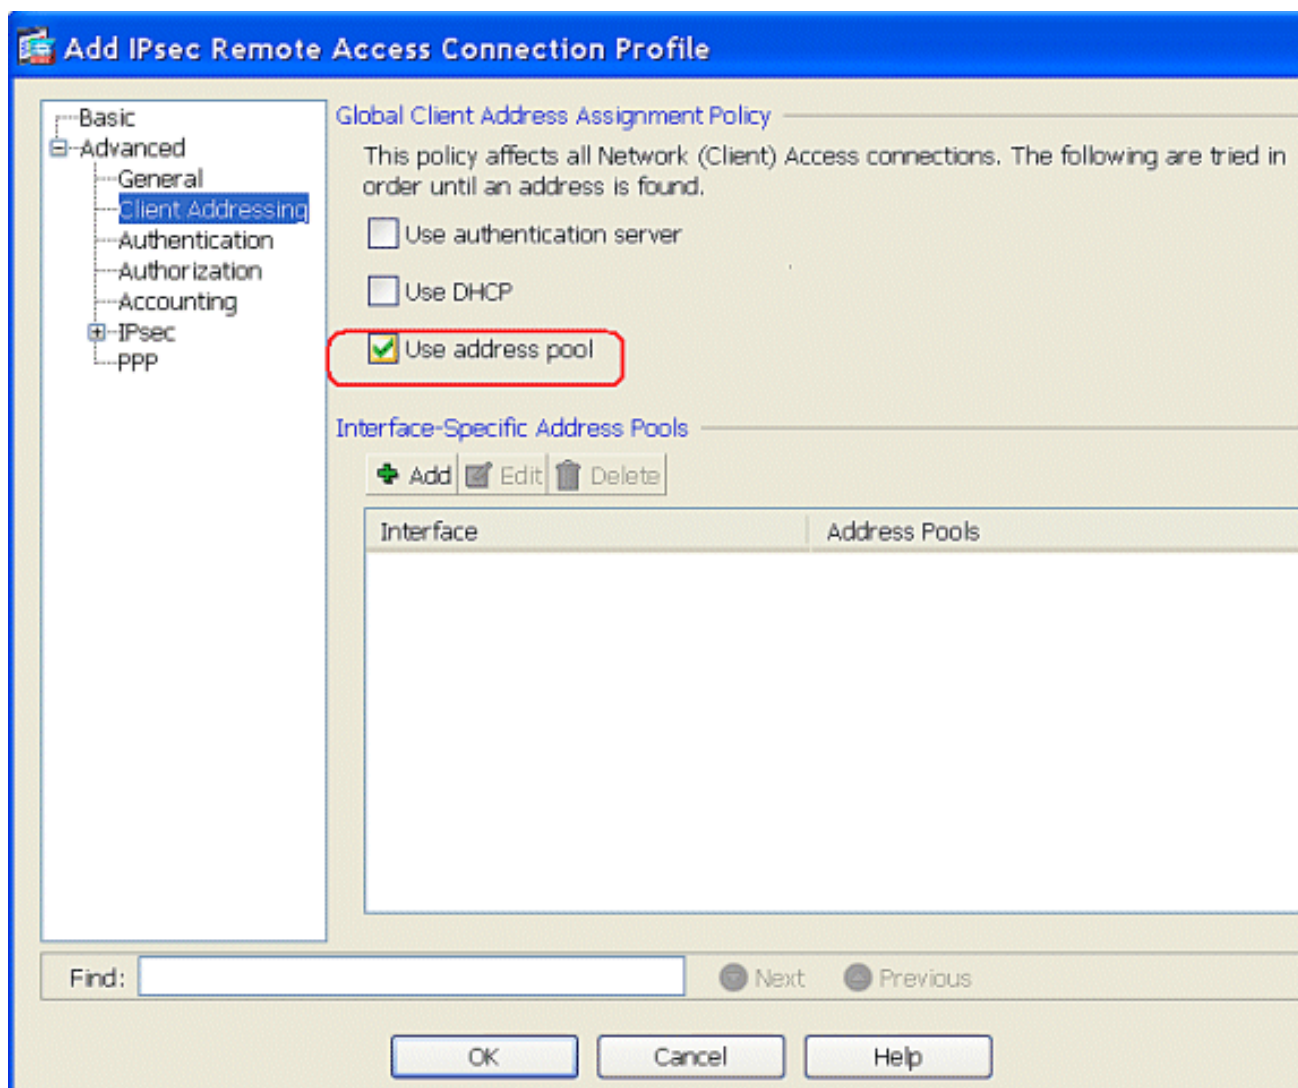 Add IPsec Remote Access Connection Profile
Basic
Advanced
General
Client Addressing
Authentication
Authorization
Accounting
IPsec
PPP
Global Client Address Assignment Policy
This policy affects all Network (Client) Access connections. The following are tried in
order until an address is found.
Use authentication server
Use DHCP
Use address pool
Interface-Specific Address Pools
Add Edit Delete
Interface Address Pools
Find: Next Previous
OK Cancel Help